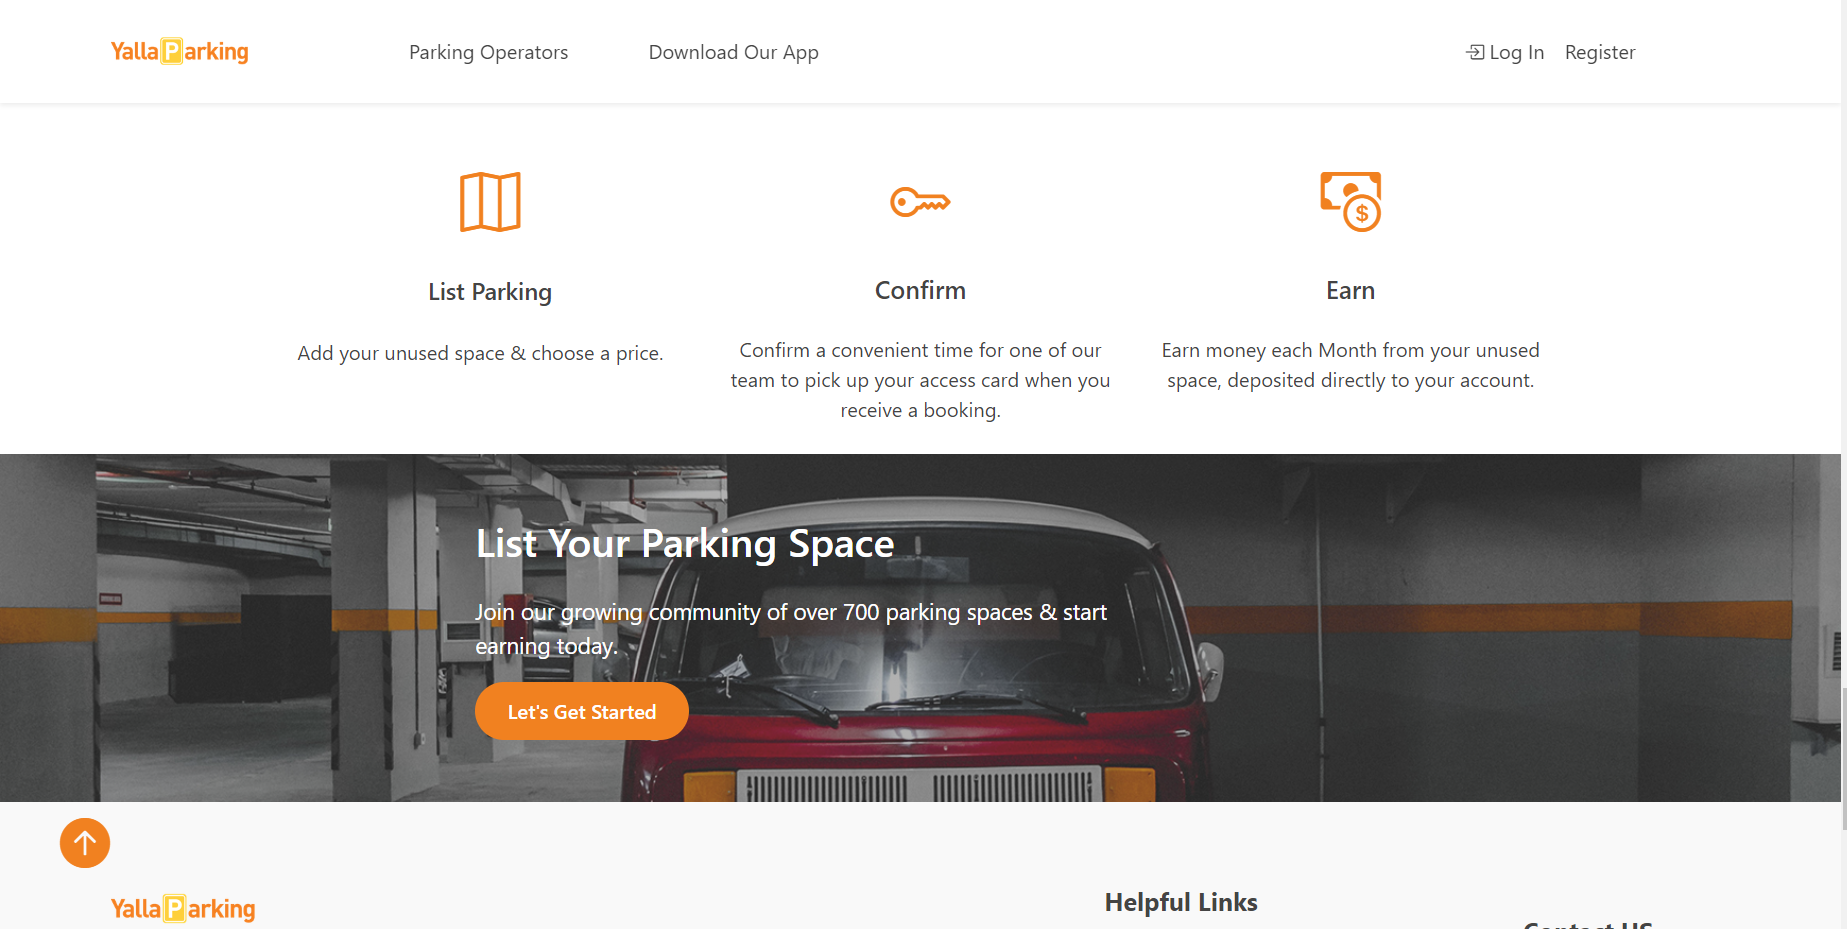 YallaParking
Parking Operators
Download Our App
Log In
Register
List Parking
Add your unused space & choose a price.
Confirm
Confirm a convenient time for one of our
team to pick up your access card when you
receive a booking.
$
Earn
Earn money each Month from your unused
space, deposited directly to your account.
List Your Parking Space
Join our growing community of over 700 parking spaces & start
earning today.
Let's Get Started
YallaParking
Helpful Links
Contact US